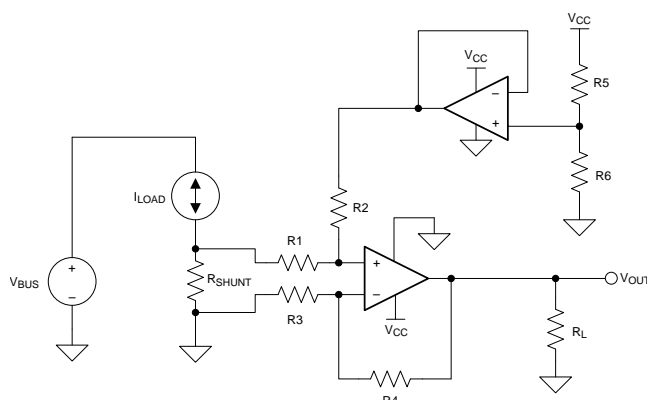 VCC
VCC
R5
R6
R2
ILOAD
R1
VBUS
RSHUNT
R3
VCC
VOUT
RL
R4